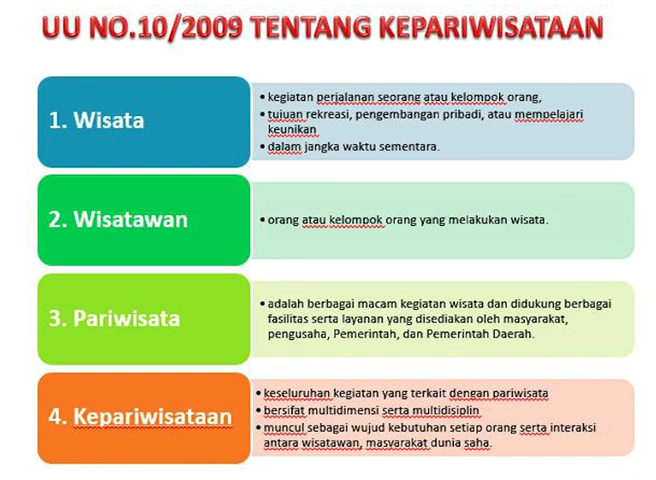 UU NO.10/2009 TENTANG KEPARIWISATAAN
1. Wisata
• kegiatan perjalanan seorang atau kelompok orang,
• tujuan rekreasi, pengembangan pribadi, atau mempelajari
keunikan
• dalam jangka waktu sementara.
2. Wisatawan
• orang atau kelompok orang yang melakukan wisata.
3. Pariwisata
• adalah berbagai macam kegiatan wisata dan didukung berbagai
fasilitas serta layanan yang disediakan oleh masyarakat,
pengusaha, Pemerintah, dan Pemerintah Daerah.
4. Kepariwisataan
• keseluruhan kegiatan yang terkait dengan pariwisata
• bersifat multidimensi serta multidisiplin
• muncul sebagai wujud kebutuhan setiap orang serta interaksi
antara wisatawan, masyarakat dunia saha.